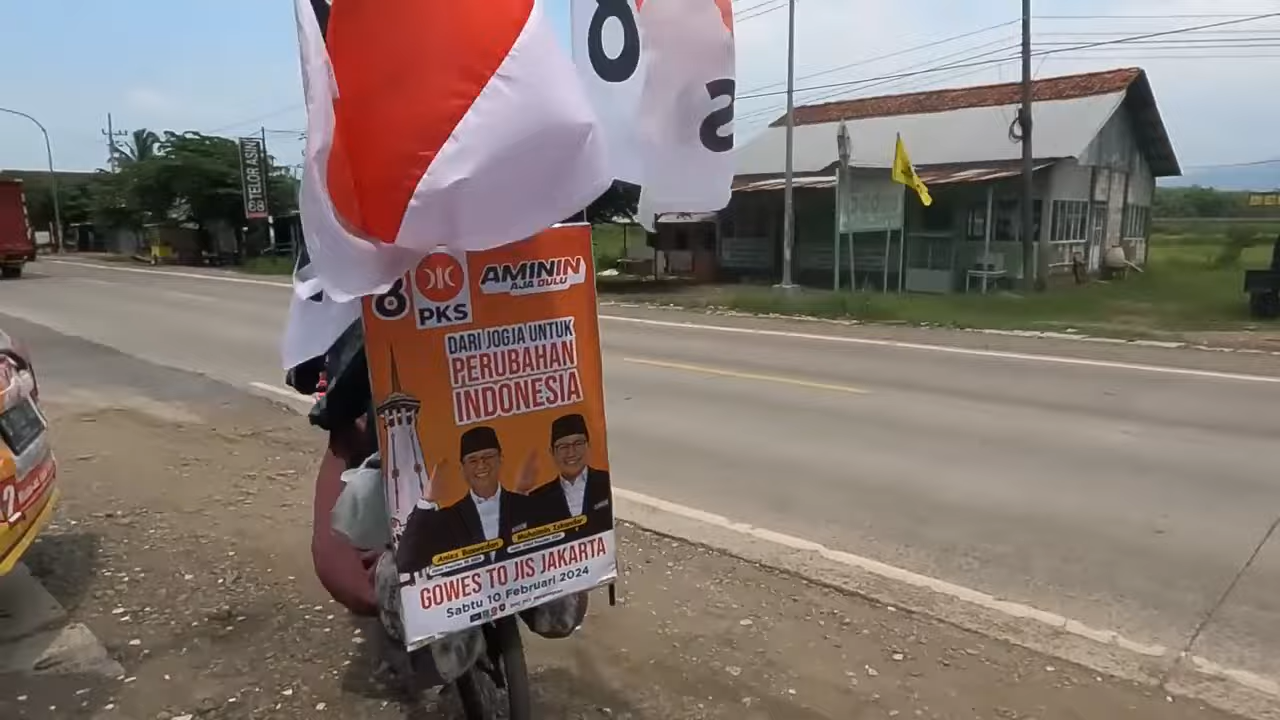 8
S
TELOR ASIN
68
8
PKS
AMININ
AJA DULU
DARI JOGJA UNTUK
PERUBAHAN
INDONESIA
Anies Baswedan
Muhaimin Iskandar
GOWES TO JIS JAKARTA
Sabtu 10 Februari 2024